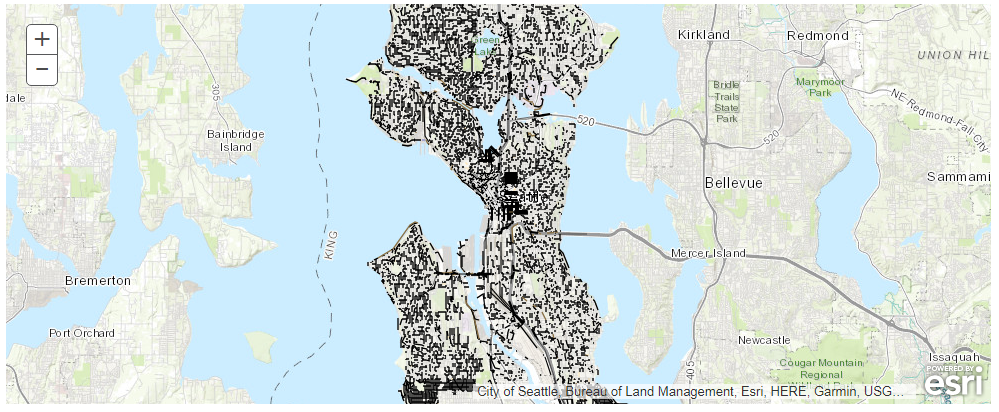 +
−
dale
305
Bainbridge
Island
Bremerton
Port Orchard
KING
Green
Lake
520
Kirkland
Redmond
UNION HIL
Bridle
Trails
State
Park
Marymoor
Park
NE Redmond-Fall City
520
Bellevue
Sammami
Mercer Island
Newcastle
405
Cougar Mountain
Regional
Issaquah
City of Seattle, Bureau of Land Management, Esri, HERE, Garmin, USG...
POWERED BY
esri